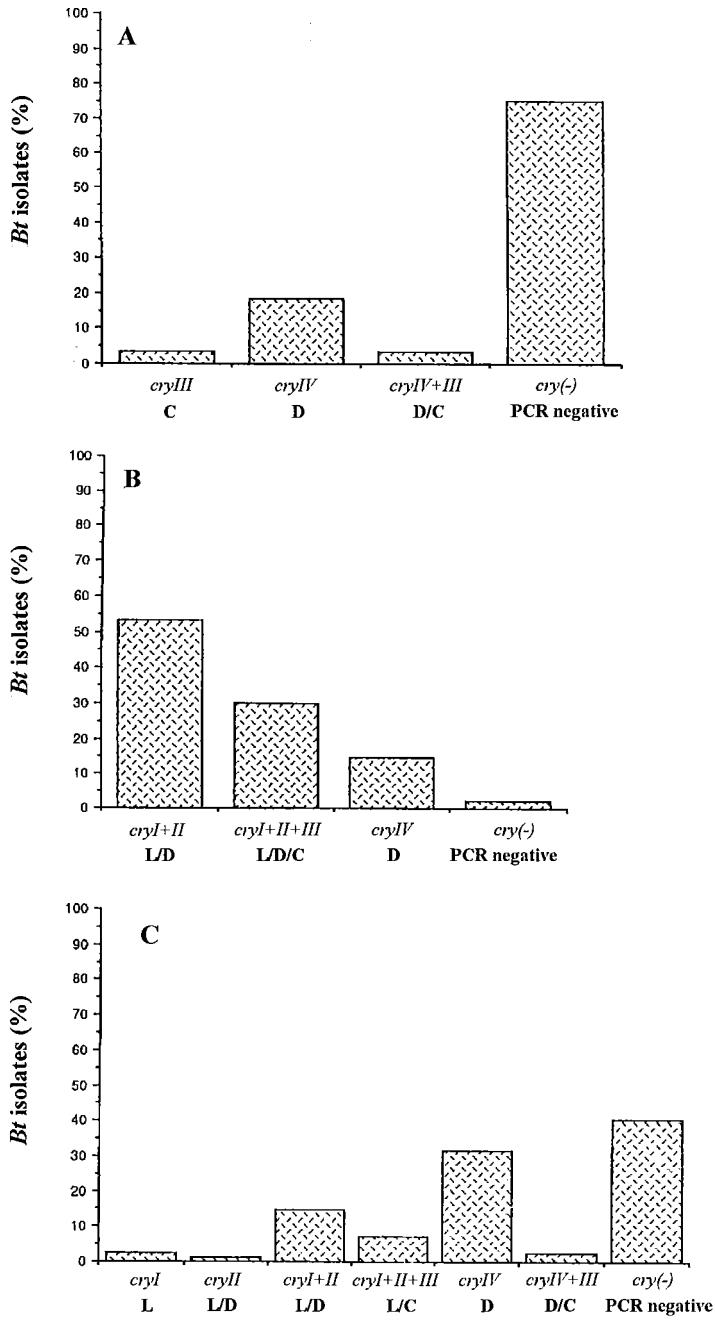 A
Bt isolates (%)
100
90
80
70
60
50
40
30
20
10
0
cryIII cryIV cryIV+III cry(-)
C D D/C PCR negative
B
Bt isolates (%)
100
90
80
70
60
50
40
30
20
10
0
cryI+II cryI+II+III cryIV cry(-)
L/D L/D/C D PCR negative
C
Bt isolates (%)
100
90
80
70
60
50
40
30
20
10
0
cryI cryII cryI+II cryI+II+III cryIV cryIV+III cry(-)
L L/D L/D L/C D D/C PCR negative